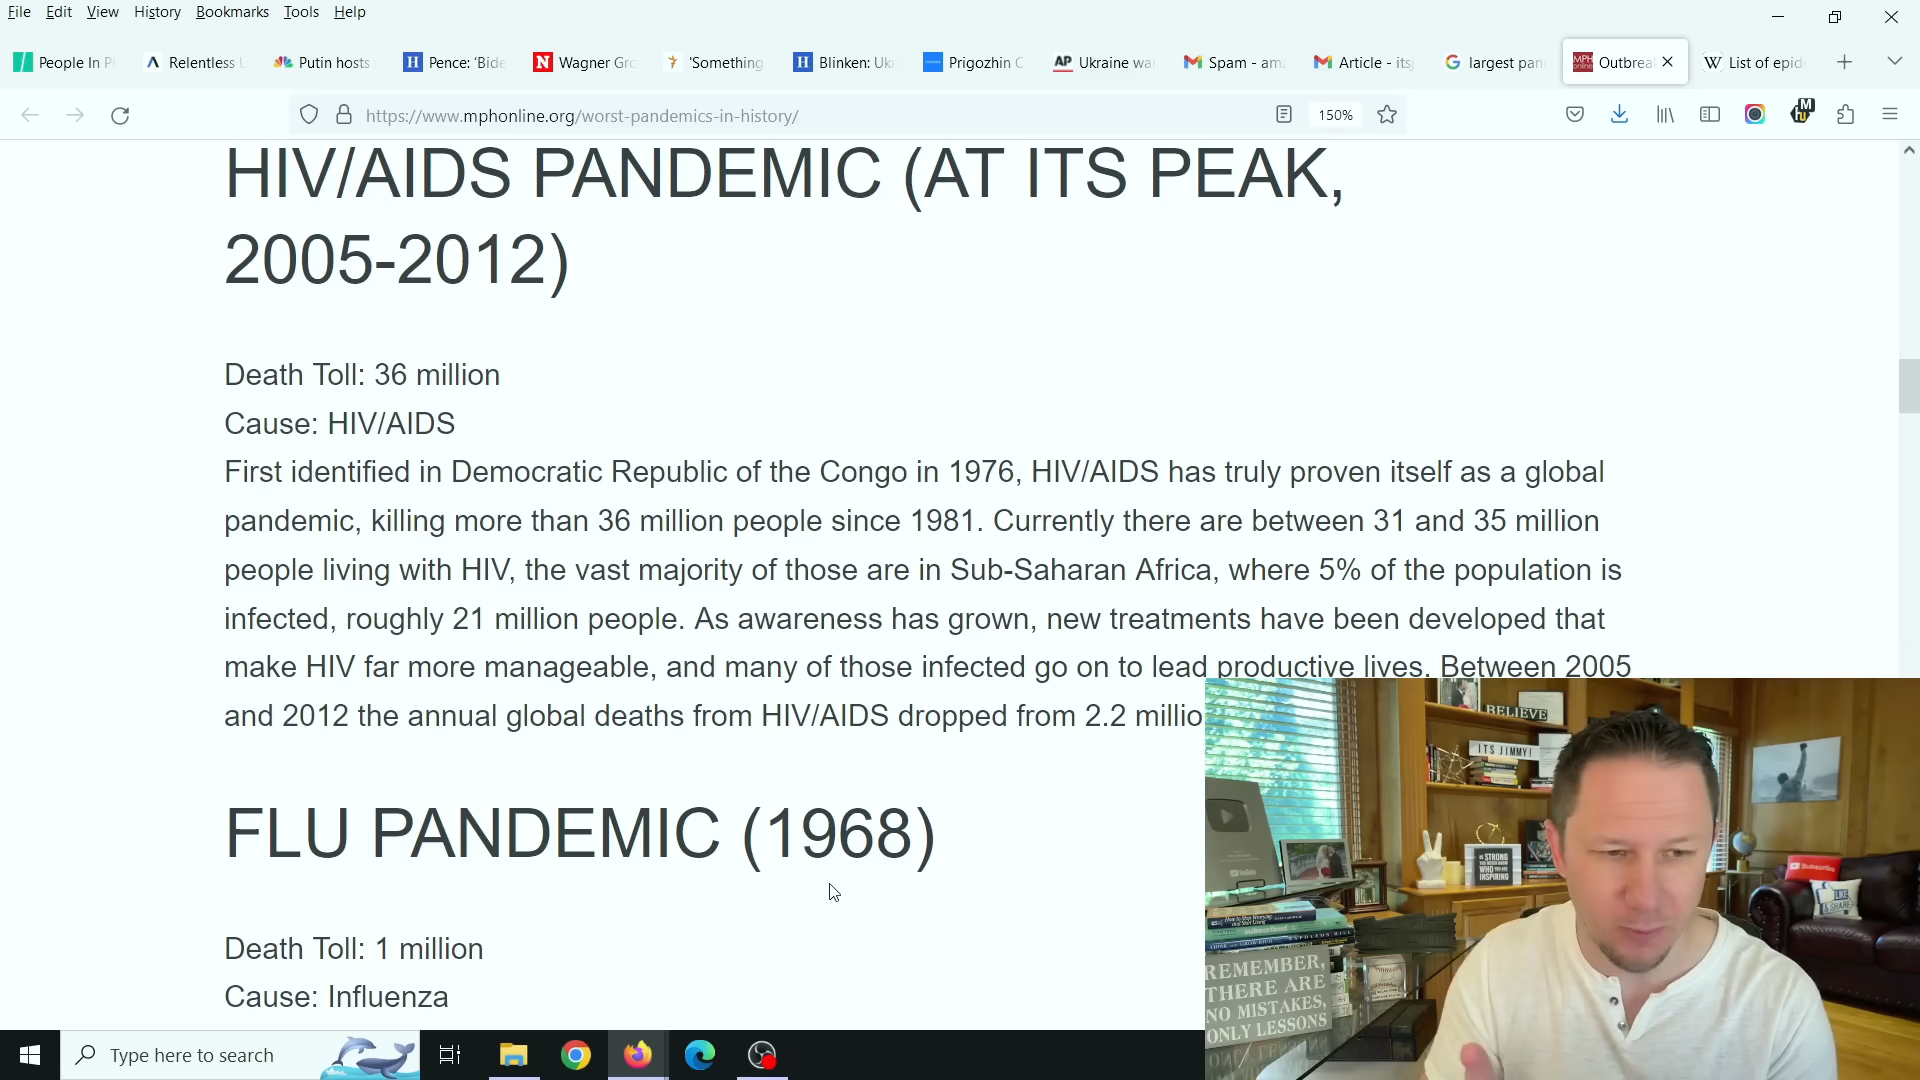 File Edit View History Bookmarks Tools Help
People In P
Relentless
Putin hosts
Pence: 'Bide
Wagner Gr
'Something
Blinken: Uk
Prigozhin C
Ukraine wa
Spam - am
Article - its
largest pan
Outbrea
List of epid
https://www.mphonline.org/worst-pandemics-in-history/
150%
HIV/AIDS PANDEMIC (AT ITS PEAK,
2005-2012)
Death Toll: 36 million
Cause: HIV/AIDS
First identified in Democratic Republic of the Congo in 1976, HIV/AIDS has truly proven itself as a global
pandemic, killing more than 36 million people since 1981. Currently there are between 31 and 35 million
people living with HIV, the vast majority of those are in Sub-Saharan Africa, where 5% of the population is
infected, roughly 21 million people. As awareness has grown, new treatments have been developed that
make HIV far more manageable, and many of those infected go on to lead productive lives. Between 2005
and 2012 the annual global deaths from HIV/AIDS dropped from 2.2 millio
FLU PANDEMIC (1968)
Death Toll: 1 million
Cause: Influenza
BELIEVE
ITS JIMMY!
REMEMBER,
THERE ARE
NO MISTAKES,
ONLY LESSONS
Subscribe
LIKE
& SHARE
Type here to search